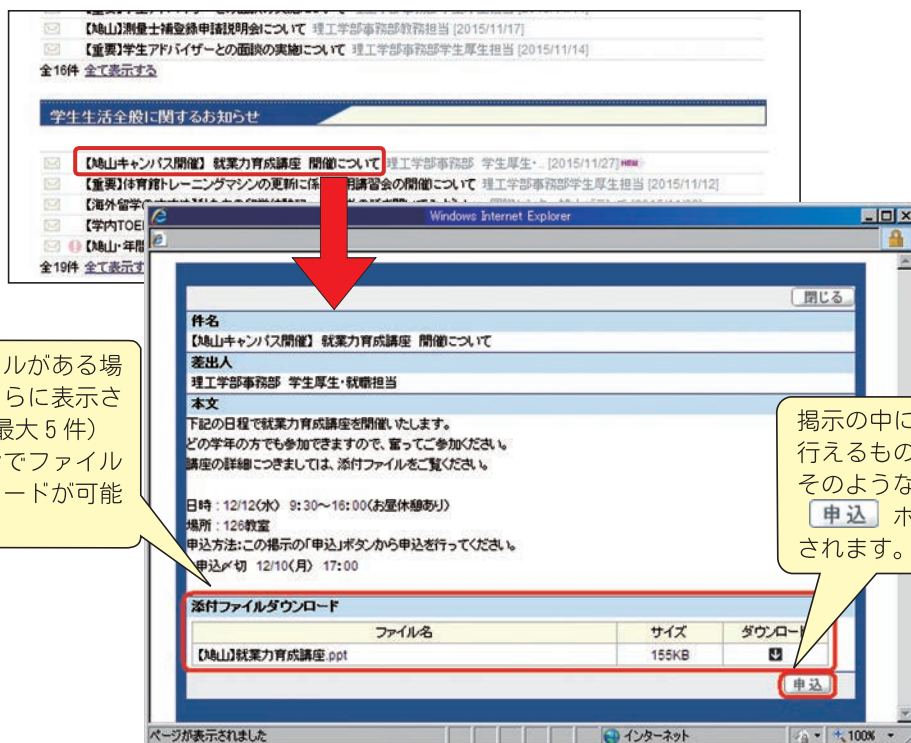 【鳩山】測量士補登録申請説明会について 理工学部事務部教務担当 [2015/11/17]
【重要】学生アドバイザーとの面談の実施について 理工学部事務部学生厚生担当 [2015/11/14]
全16件 全て表示する
学生生活全般に関するお知らせ
【鳩山キャンパス開催】 就業力育成講座 開催について 理工学部事務部 学生厚生・... [2015/11/27] NEW
【重要】体育館トレーニングマシンの更新に係 用講習会の開催について 理工学部事務部学生厚生担当 [2015/11/12]
【海外留学
【学内TOEI
【鳩山・年間
全19件 全て表示す
Windows Internet Explorer
閉じる
件名
【鳩山キャンパス開催】 就業力育成講座 開催について
差出人
理工学部事務部 学生厚生・就職担当
本文
下記の日程で就業力育成講座を開催いたします。
どの学年の方でも参加できますので、奮ってご参加ください。
講座の詳細につきましては、添付ファイルをご覧ください。
日時：12/12(水) 9:30～16:00(お昼休憩あり)
場所：126教室
申込方法:この掲示の「申込」ボタンから申込を行ってください。
申込〆切 12/10(月) 17:00
添付ファイルダウンロード
ファイル名 サイズ ダウンロード
【鳩山】就業力育成講座.ppt 155KB
申込
ページが表示されました インターネット 100%
ルがある場
らに表示さ
最大5件）
でファイル
ードが可能
掲示の中に
行えるもの
そのような
申込 ボ
されます。